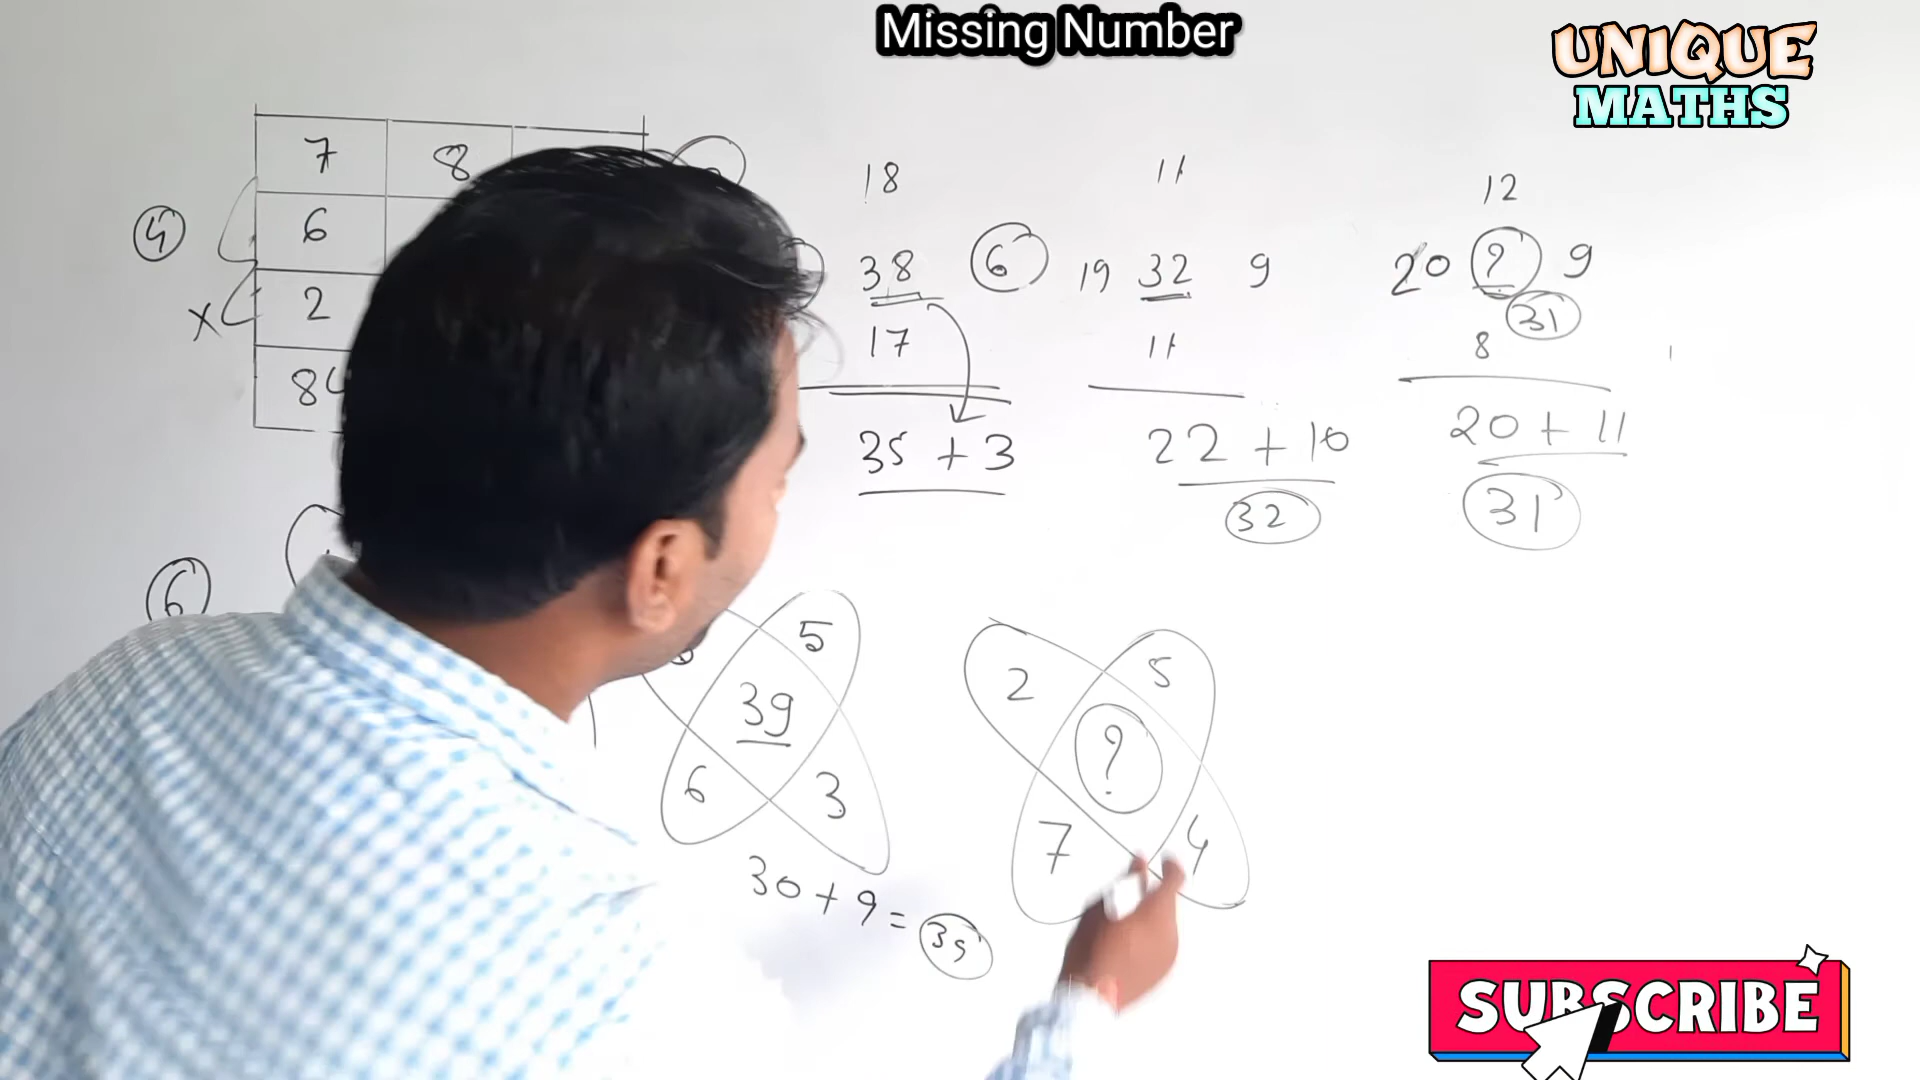 Missing Number
UNIQUE
MATHS
7 8
4 6
x 2
18
38
17
35 + 3
6
11
19 32 9
11
22 + 10
32
12
20 ? 9
31
8
20 + 11
31
6
5
39
6 3
30 + 9 = 39
2 5
?
7 4
SUBSCRIBE